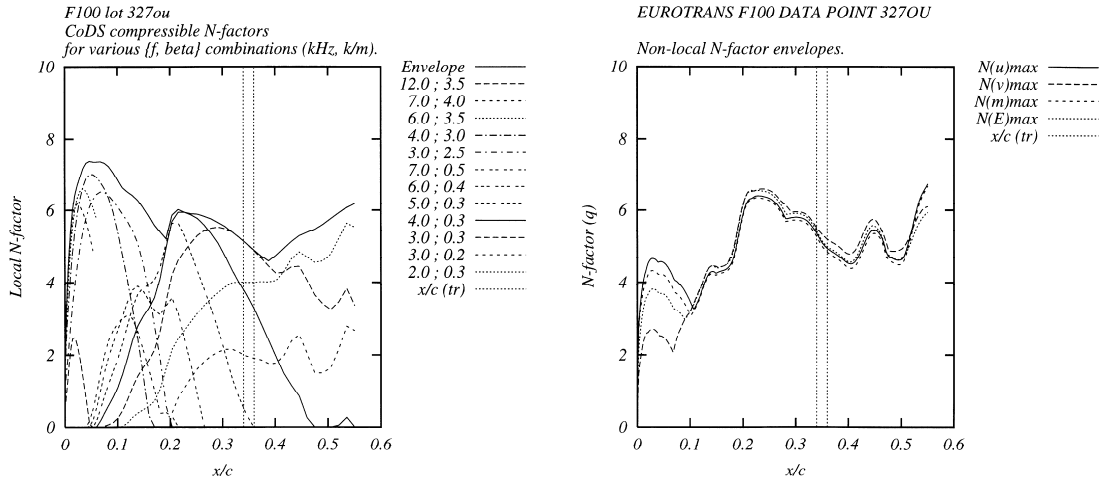 F100 lot 327ou
CoDS compressible N-factors
for various {f, beta} combinations (kHz, k/m).
10
8
6
4
2
0
0
0.1
0.2
0.3
0.4
0.5
0.6
Local N-factor
x/c
Envelope
12.0 ; 3.5
7.0 ; 4.0
6.0 ; 3.5
4.0 ; 3.0
3.0 ; 2.5
7.0 ; 0.5
6.0 ; 0.4
5.0 ; 0.3
4.0 ; 0.3
3.0 ; 0.3
3.0 ; 0.2
2.0 ; 0.3
x/c (tr)
EUROTRANS F100 DATA POINT 327OU
Non-local N-factor envelopes.
10
8
6
4
2
0
0
0.1
0.2
0.3
0.4
0.5
0.6
N-factor (q)
x/c
N(u)max
N(v)max
N(m)max
N(E)max
x/c (tr)